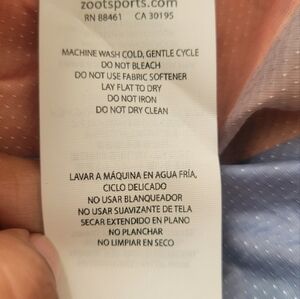 zootsports.com
RN 88461 CA 30195
MACHINE WASH COLD, GENTLE CYCLE
DO NOT BLEACH
DO NOT USE FABRIC SOFTENER
LAY FLAT TO DRY
DO NOT IRON
DO NOT DRY CLEAN
LAVAR A MÁQUINA EN AGUA FRÍA,
CICLO DELICADO
NO USAR BLANQUEADOR
NO USAR SUAVIZANTE DE TELA
SECAR EXTENDIDO EN PLANO
NO PLANCHAR
NO LIMPIAR EN SECO